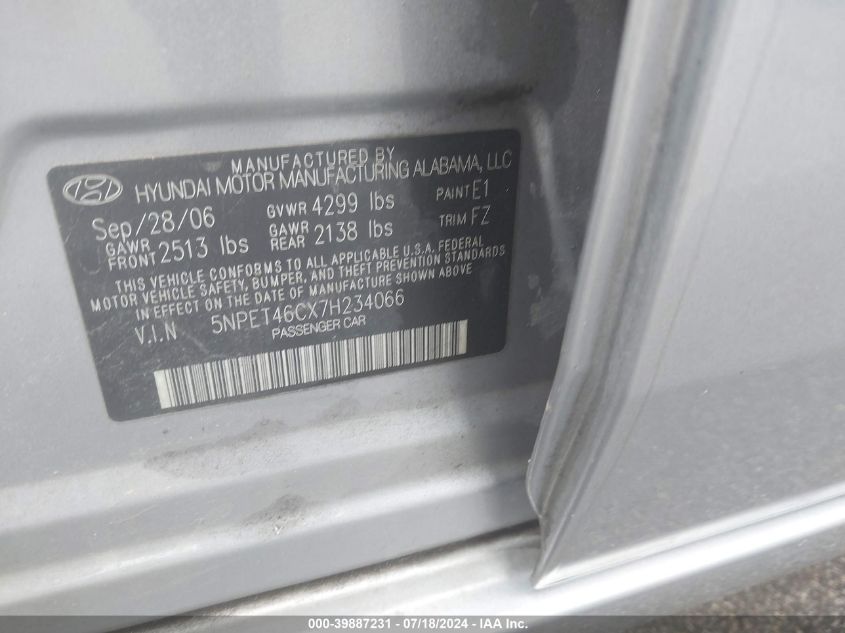 MANUFACTURED BY
HYUNDAI MOTOR MANUFACTURING ALABAMA, LLC
Sep/28/06 GVWR 4299 lbs PAINT E1
GAWR FRONT 2513 lbs GAWR REAR 2138 lbs TRIM FZ
THIS VEHICLE CONFORMS TO ALL APPLICABLE U.S.A. FEDERAL
MOTOR VEHICLE SAFETY, BUMPER, AND THEFT PREVENTION STANDARDS
IN EFFECT ON THE DATE OF MANUFACTURE SHOWN ABOVE
V.I.N 5NPET46CX7H234066
PASSENGER CAR
000-39887231 - 07/18/2024 - IAA Inc.